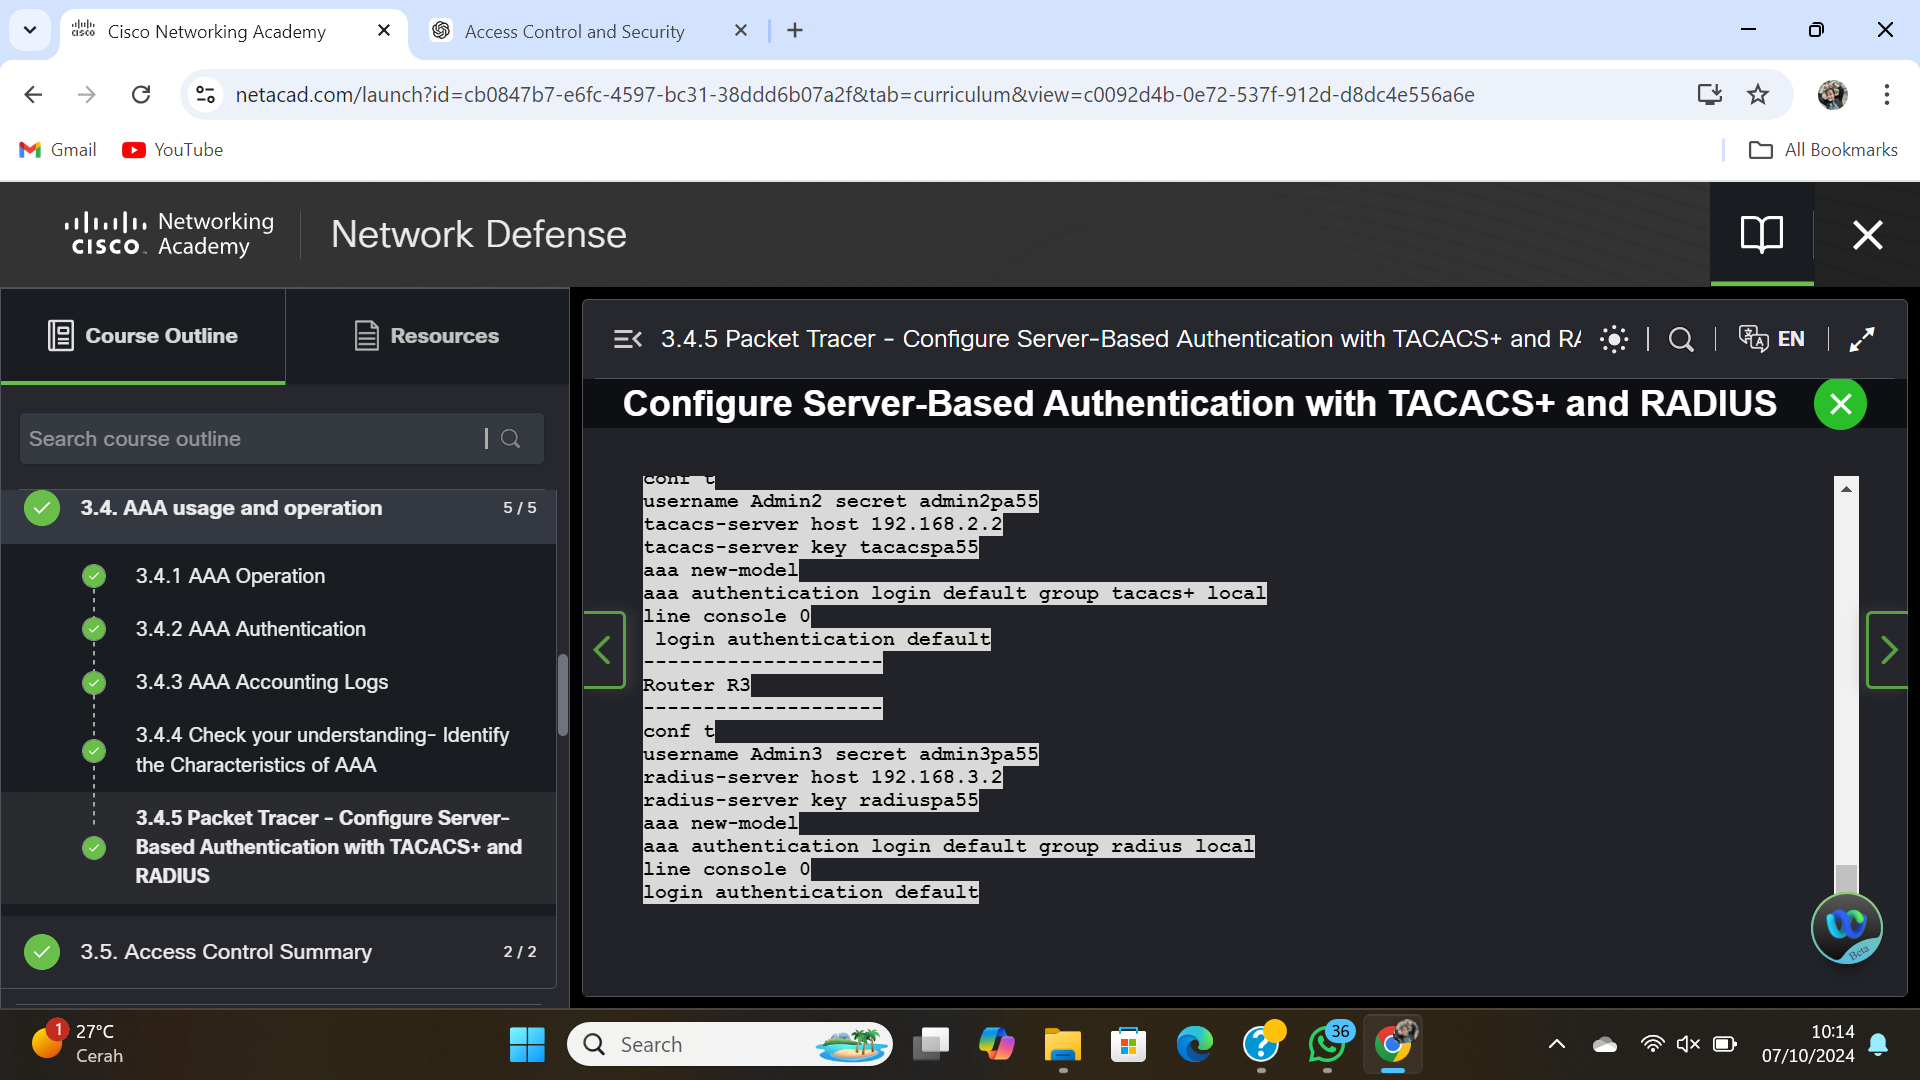 Cisco Networking Academy
Access Control and Security
netacad.com/launch?id=cb0847b7-e6fc-4597-bc31-38ddd6b07a2f&tab=curriculum&view=c0092d4b-0e72-537f-912d-d8dc4e556a6e
Gmail
YouTube
All Bookmarks
CISCO Networking Academy
Network Defense
Course Outline
Resources
Search course outline
3.4. AAA usage and operation 5 / 5
3.4.1 AAA Operation
3.4.2 AAA Authentication
3.4.3 AAA Accounting Logs
3.4.4 Check your understanding- Identify
the Characteristics of AAA
3.4.5 Packet Tracer - Configure Server-
Based Authentication with TACACS+ and
RADIUS
3.5. Access Control Summary 2 / 2
3.4.5 Packet Tracer - Configure Server-Based Authentication with TACACS+ and RA
EN
Configure Server-Based Authentication with TACACS+ and RADIUS
conf t
username Admin2 secret admin2pa55
tacacs-server host 192.168.2.2
tacacs-server key tacacspa55
aaa new-model
aaa authentication login default group tacacs+ local
line console 0
login authentication default
--------------------
Router R3
--------------------
conf t
username Admin3 secret admin3pa55
radius-server host 192.168.3.2
radius-server key radiuspa55
aaa new-model
aaa authentication login default group radius local
line console 0
login authentication default
Beta
1
27°C
Cerah
Search
36
10:14
07/10/2024